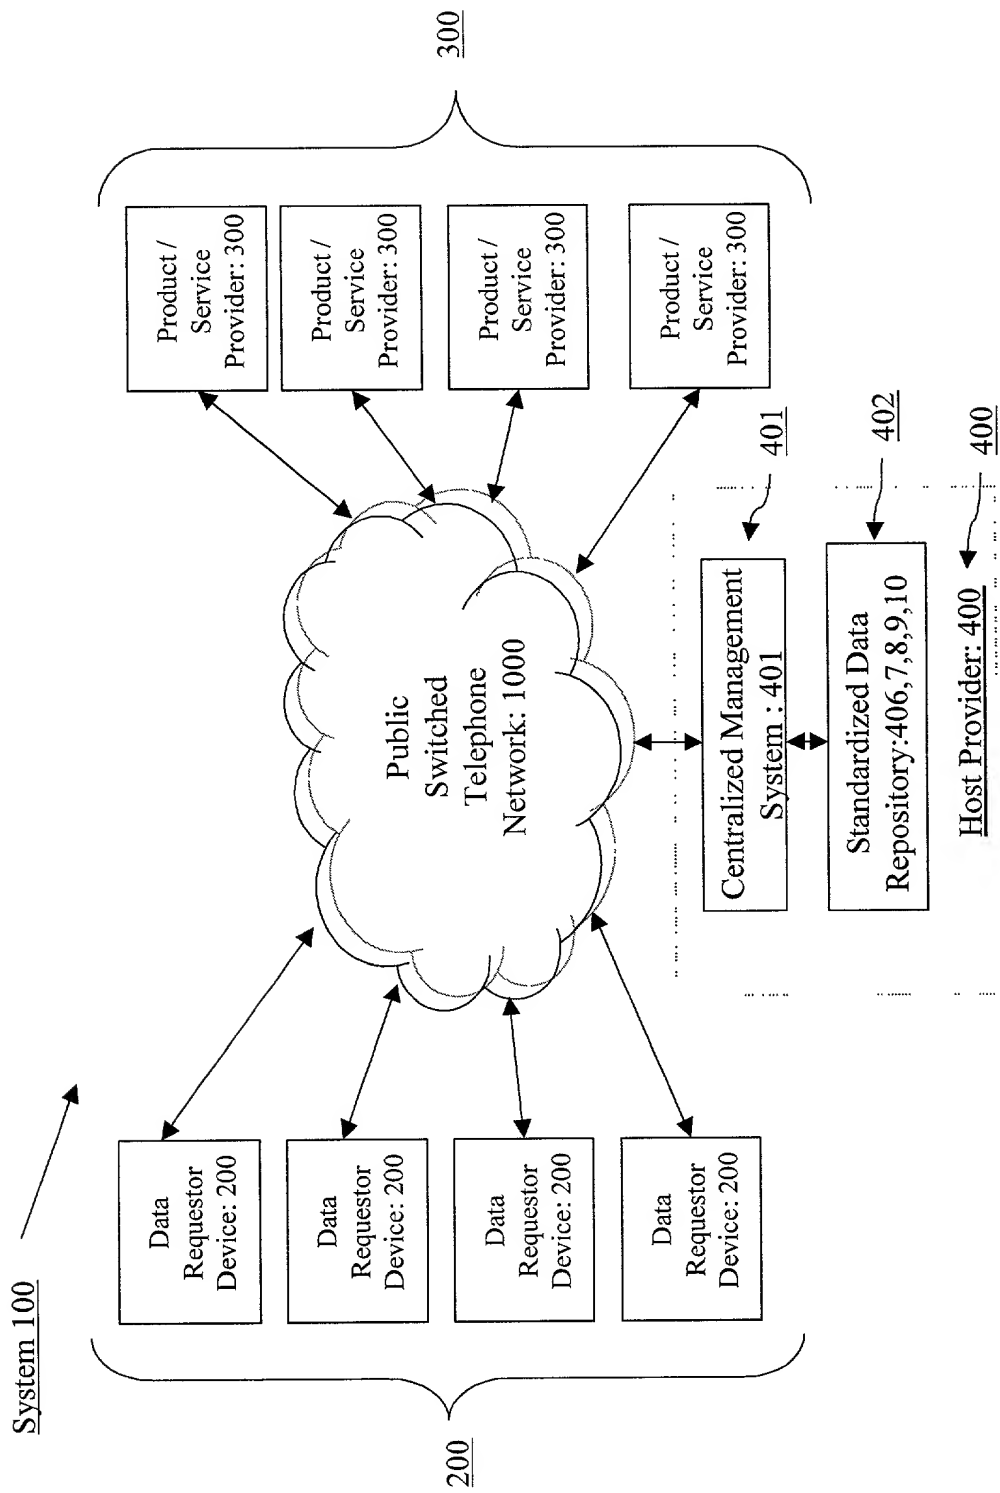 System 100
200
Data
Requestor
Device: 200
Data
Requestor
Device: 200
Data
Requestor
Device: 200
Data
Requestor
Device: 200
Public
Switched
Telephone
Network: 1000
Product /
Service
Provider: 300
Product /
Service
Provider: 300
Product /
Service
Provider: 300
Product /
Service
Provider: 300
300
Centralized Management
System : 401
401
Standardized Data
Repository:406,7,8,9,10
402
Host Provider: 400
400